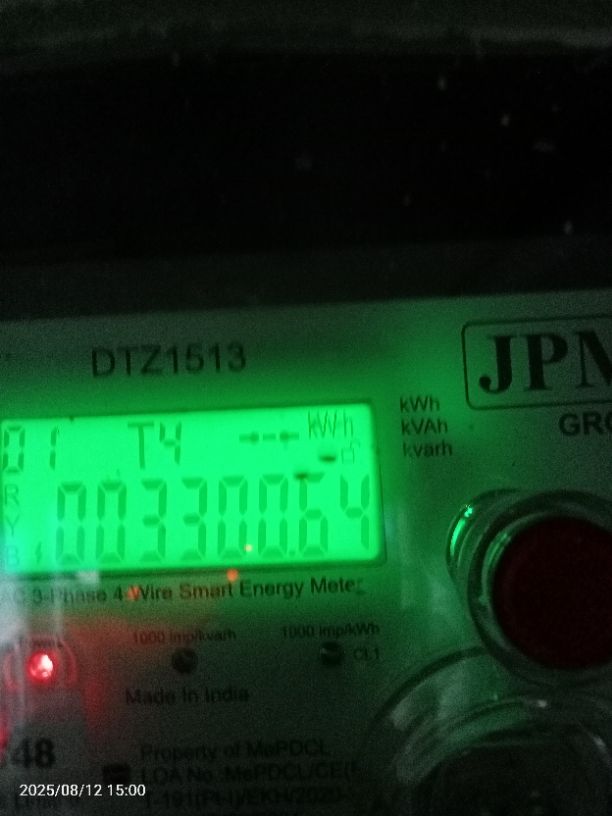 DTZ1513
JPM
GRO
kWh
kVAh
kvarh
01 T4 kWh
R
Y
B
003300.64
AC 3-Phase 4-Wire Smart Energy Meter
1000 imp/kvarh 1000 imp/kWh
CL1
Made In India
48
Property of MePDCL
LOA No.:MePDCL/CE(
2025/08/12 15:00